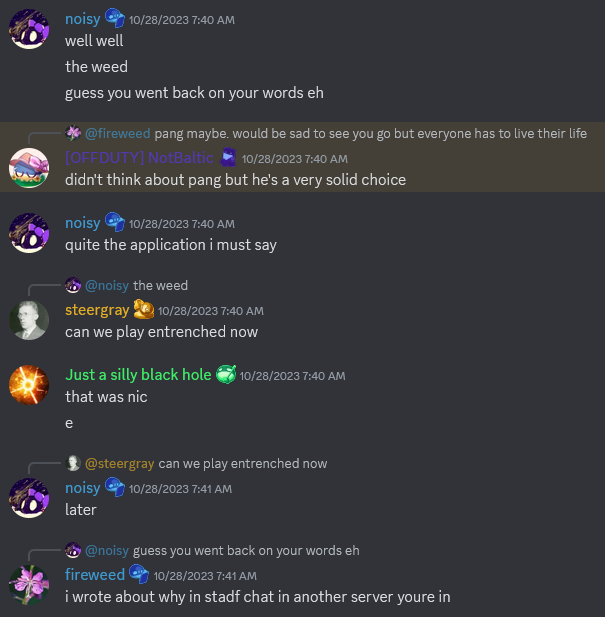 noisy 10/28/2023 7:40 AM
well well
the weed
guess you went back on your words eh
@fireweed pang maybe. would be sad to see you go but everyone has to live their life
[OFFDUTY] NotBaltic 10/28/2023 7:40 AM
didn't think about pang but he's a very solid choice
noisy 10/28/2023 7:40 AM
quite the application i must say
@noisy the weed
steergray 10/28/2023 7:40 AM
can we play entrenched now
Just a silly black hole 10/28/2023 7:40 AM
that was nic
e
@steergray can we play entrenched now
noisy 10/28/2023 7:41 AM
later
@noisy guess you went back on your words eh
fireweed 10/28/2023 7:41 AM
i wrote about why in stadf chat in another server youre in